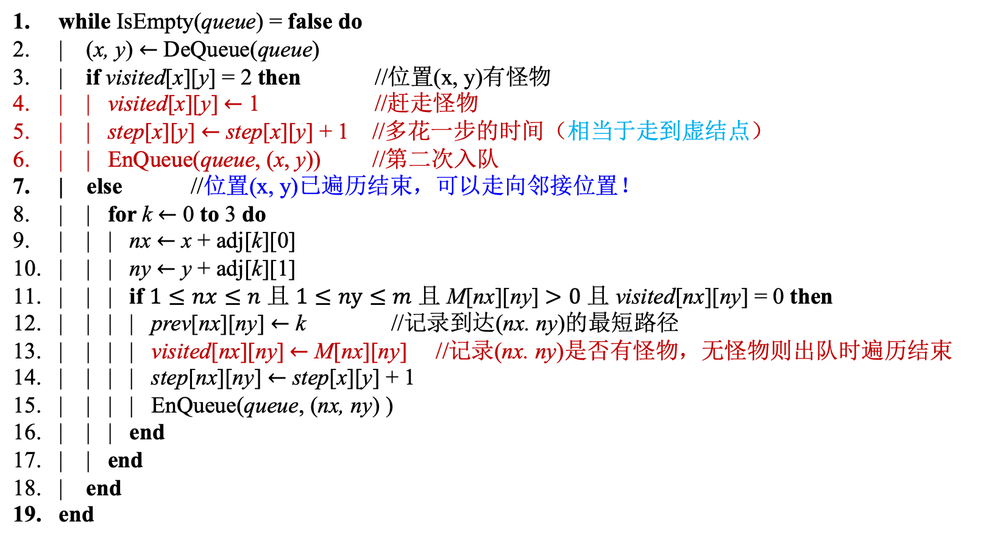 1. while IsEmpty(queue) = false do
2. | (x, y) ← DeQueue(queue)
3. | if visited[x][y] = 2 then //位置(x, y)有怪物
4. | | visited[x][y] ← 1 //赶走怪物
5. | | step[x][y] ← step[x][y] + 1 //多花一步的时间（相当于走到虚结点）
6. | | EnQueue(queue, (x, y)) //第二次入队
7. | else //位置(x, y)已遍历结束，可以走向邻接位置！
8. | | for k ← 0 to 3 do
9. | | | nx ← x + adj[k][0]
10. | | | ny ← y + adj[k][1]
11. | | | if 1 ≤ nx ≤ n 且 1 ≤ ny ≤ m 且 M[nx][ny] > 0 且 visited[nx][ny] = 0 then
12. | | | | prev[nx][ny] ← k //记录到达(nx. ny)的最短路径
13. | | | | visited[nx][ny] ← M[nx][ny] //记录(nx. ny)是否有怪物，无怪物则出队时遍历结束
14. | | | | step[nx][ny] ← step[x][y] + 1
15. | | | | EnQueue(queue, (nx, ny) )
16. | | | end
17. | | end
18. | end
19. end